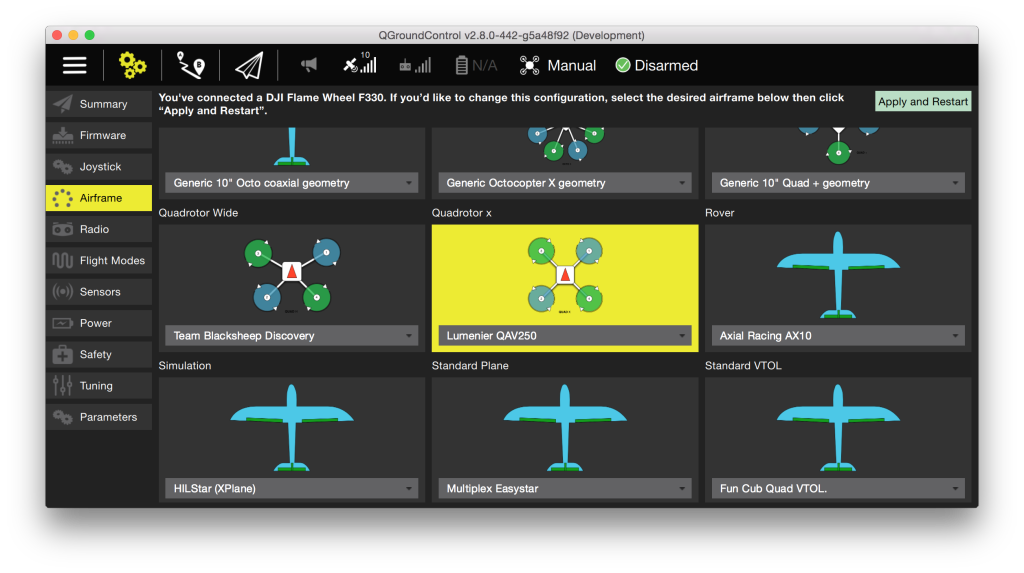 QGroundControl v2.8.0-442-g5a48f92 (Development)
10
B
N/A
Manual
Disarmed
Summary
Firmware
Joystick
Airframe
Radio
Flight Modes
Sensors
Power
Safety
Tuning
Parameters
You've connected a DJI Flame Wheel F330. If you'd like to change this configuration, select the desired airframe below then click
“Apply and Restart”.
Apply and Restart
Generic 10" Octo coaxial geometry
Generic Octocopter X geometry
Generic 10" Quad + geometry
Quadrotor Wide
Quadrotor x
Rover
Team Blacksheep Discovery
Lumenier QAV250
Axial Racing AX10
Simulation
Standard Plane
Standard VTOL
HILStar (XPlane)
Multiplex Easystar
Fun Cub Quad VTOL.